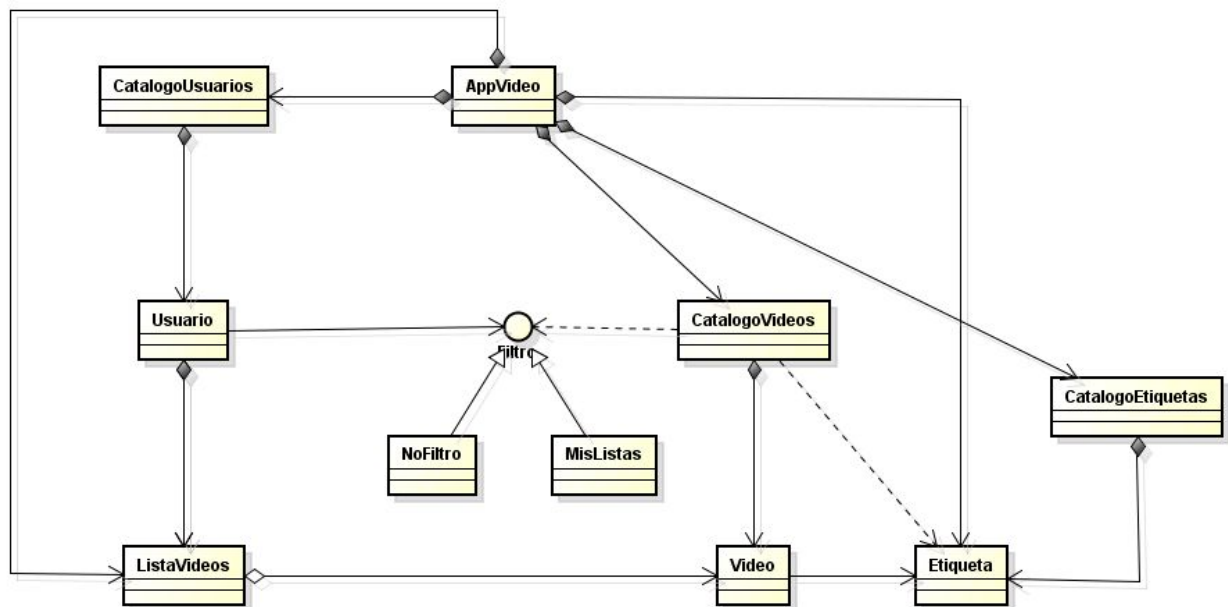 CatalogoUsuarios
AppVideo
Usuario
Filtro
CatalogoVideos
CatalogoEtiquetas
NoFiltro
MisListas
ListaVideos
Video
Etiqueta